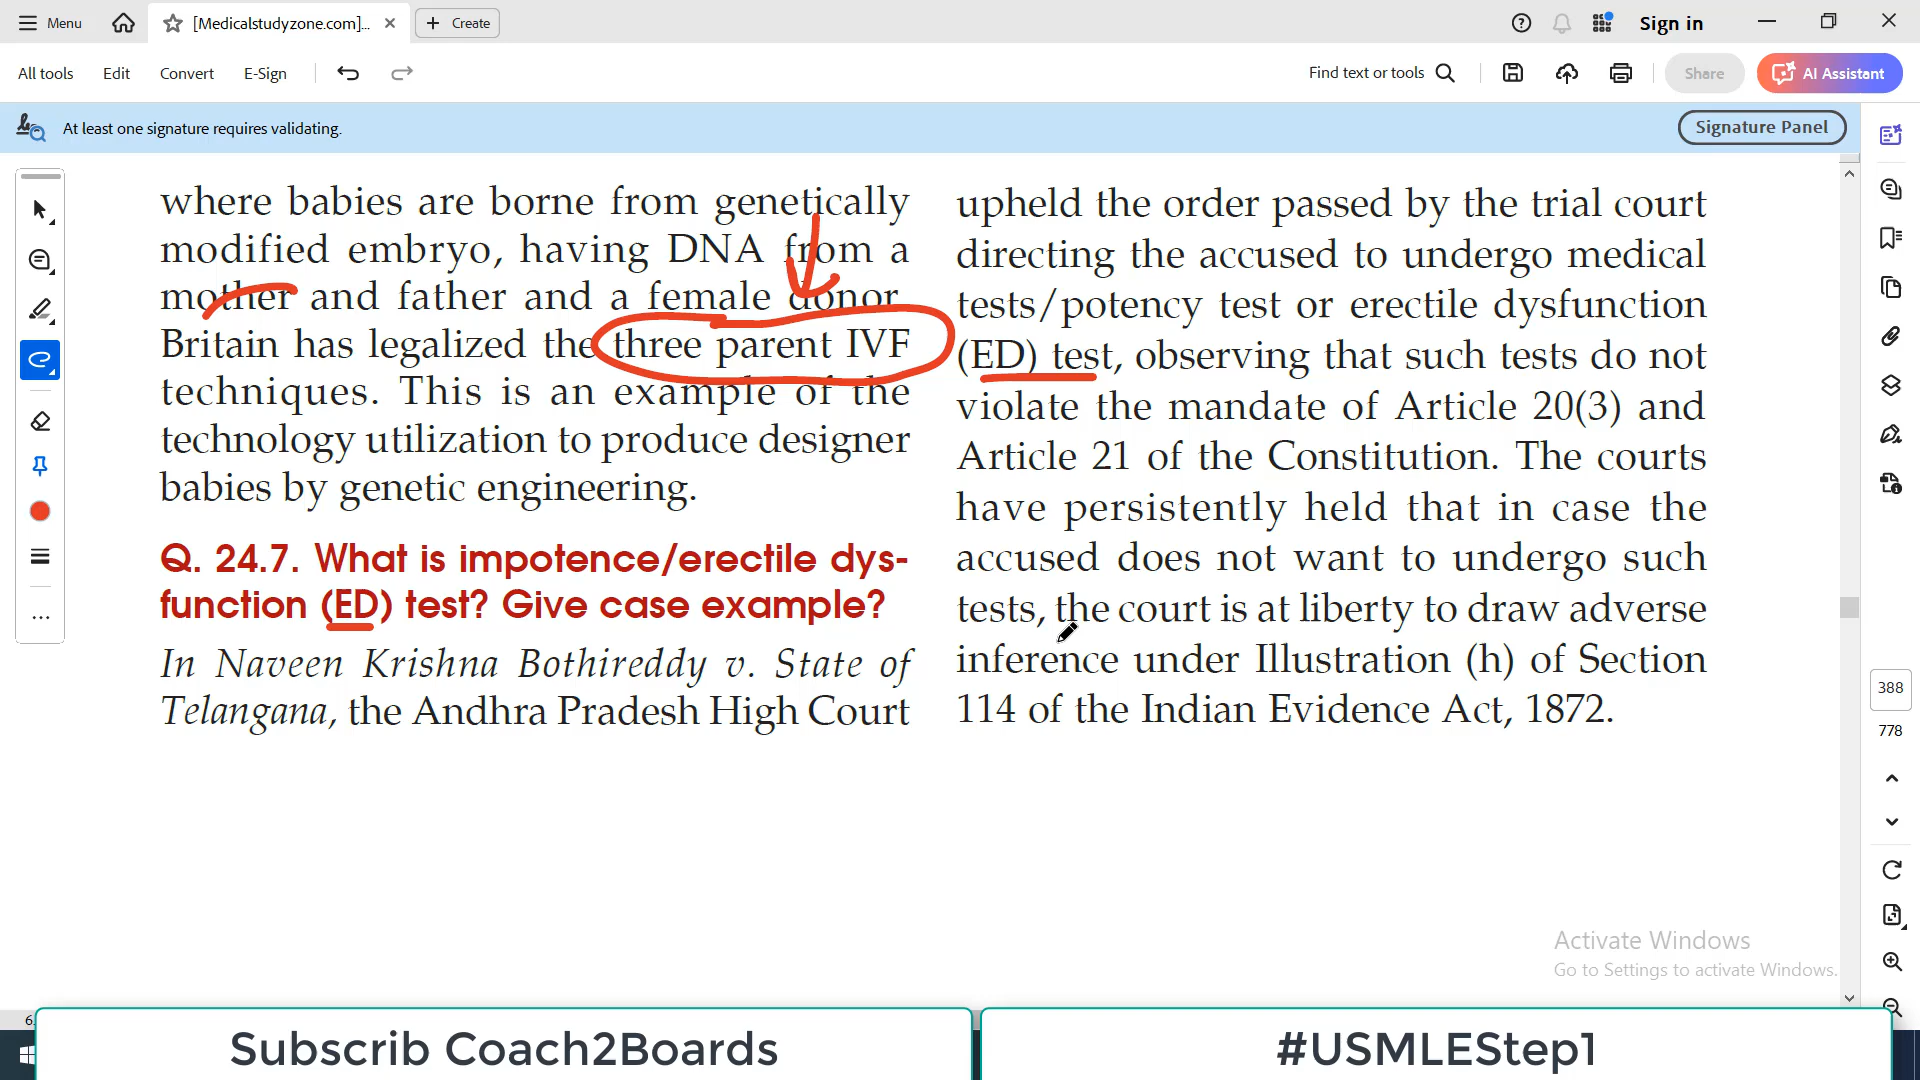 Menu
[Medicalstudyzone.com]...
Create
Sign in
All tools
Edit
Convert
E-Sign
Find text or tools
Share
AI Assistant
At least one signature requires validating.
Signature Panel
where babies are borne from genetically
modified embryo, having DNA from a
mother and father and a female donor.
Britain has legalized the three parent IVF
techniques. This is an example of the
technology utilization to produce designer
babies by genetic engineering.
Q. 24.7. What is impotence/erectile dys-
function (ED) test? Give case example?
In Naveen Krishna Bothireddy v. State of
Telangana, the Andhra Pradesh High Court
upheld the order passed by the trial court
directing the accused to undergo medical
tests/potency test or erectile dysfunction
(ED) test, observing that such tests do not
violate the mandate of Article 20(3) and
Article 21 of the Constitution. The courts
have persistently held that in case the
accused does not want to undergo such
tests, the court is at liberty to draw adverse
inference under Illustration (h) of Section
114 of the Indian Evidence Act, 1872.
388
778
Activate Windows
Go to Settings to activate Windows.
Subscrib Coach2Boards
#USMLEStep1